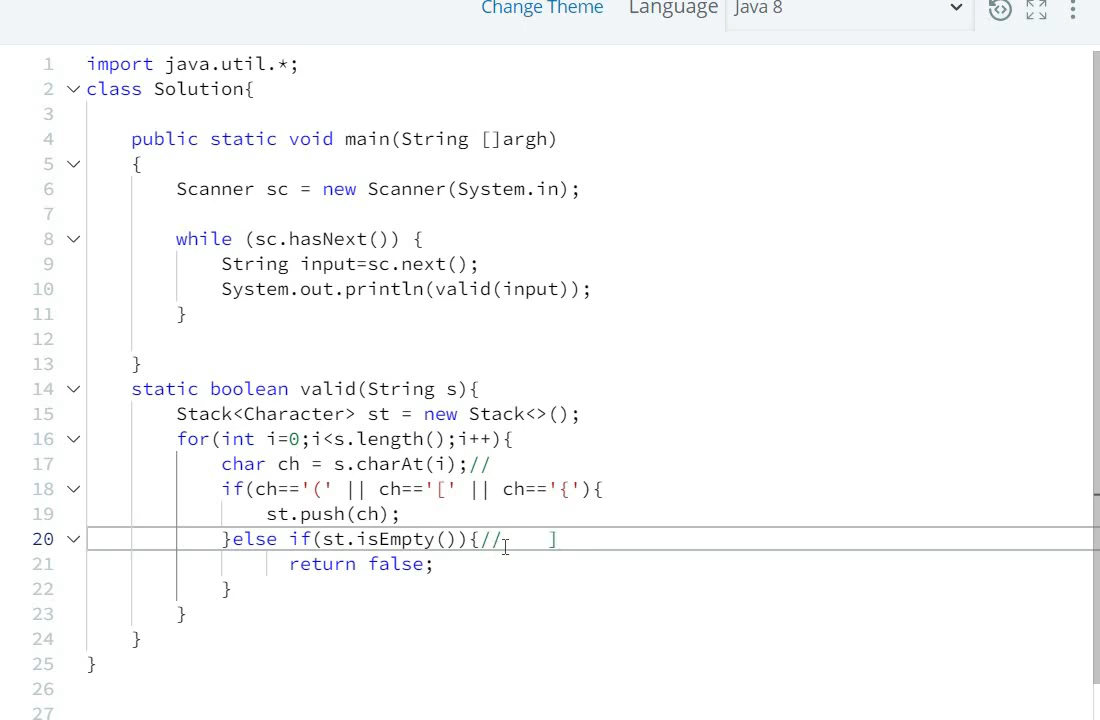 Change Theme Language Java 8
1 import java.util.*;
2 class Solution{
3
4 public static void main(String []argh)
5 {
6 Scanner sc = new Scanner(System.in);
7
8 while (sc.hasNext()) {
9 String input=sc.next();
10 System.out.println(valid(input));
11 }
12
13 }
14 static boolean valid(String s){
15 Stack<Character> st = new Stack<>();
16 for(int i=0;i<s.length();i++){
17 char ch = s.charAt(i);//
18 if(ch=='(' || ch=='[' || ch=='{'){
19 st.push(ch);
20 }else if(st.isEmpty()){// ]
21 return false;
22 }
23 }
24 }
25 }
26
27